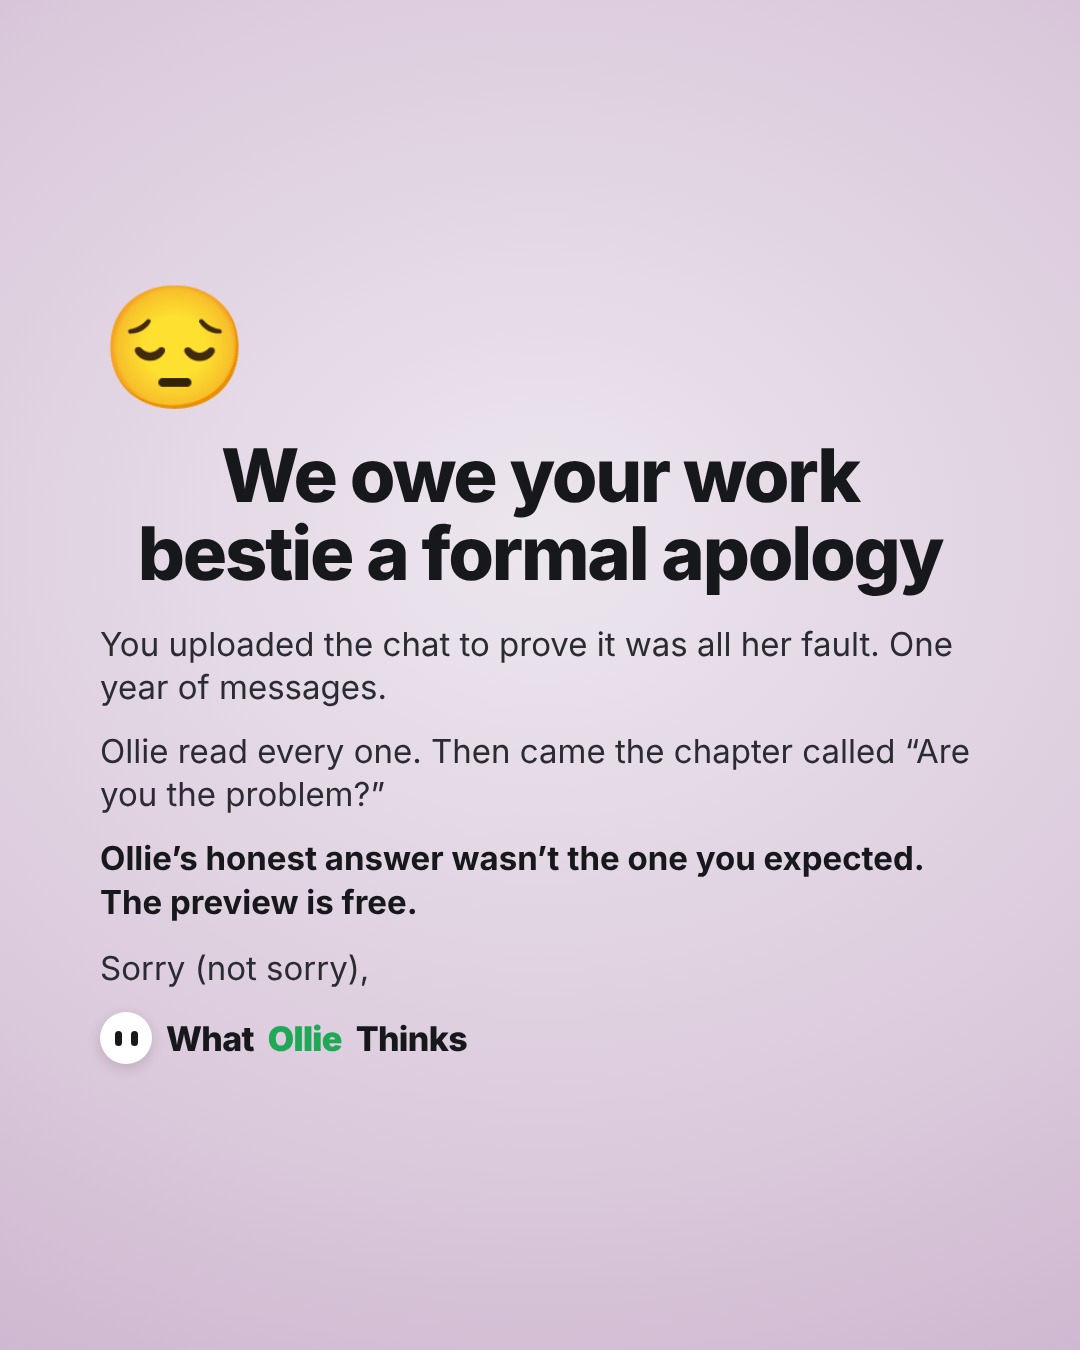 We owe your work
bestie a formal apology
You uploaded the chat to prove it was all her fault. One
year of messages.
Ollie read every one. Then came the chapter called “Are
you the problem?”
Ollie’s honest answer wasn’t the one you expected.
The preview is free.
Sorry (not sorry),
What Ollie Thinks